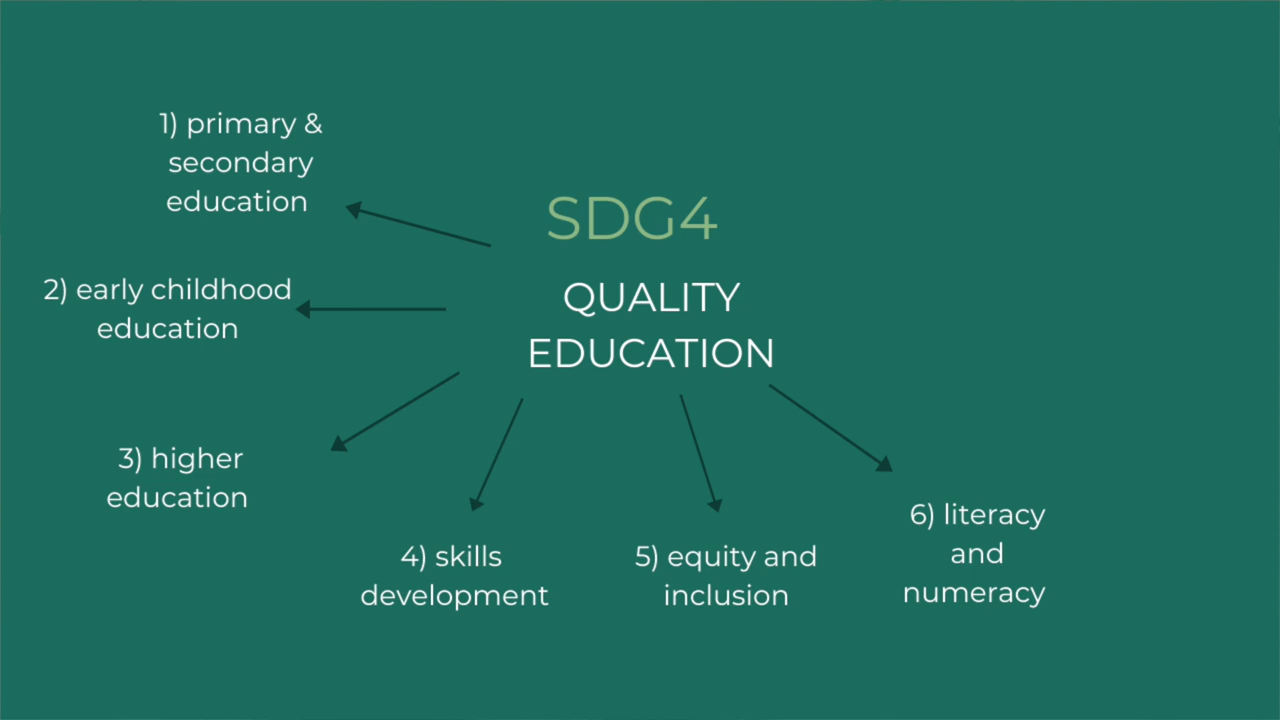 SDG4
QUALITY
EDUCATION
1) primary &
secondary
education
2) early childhood
education
3) higher
education
4) skills
development
5) equity and
inclusion
6) literacy
and
numeracy